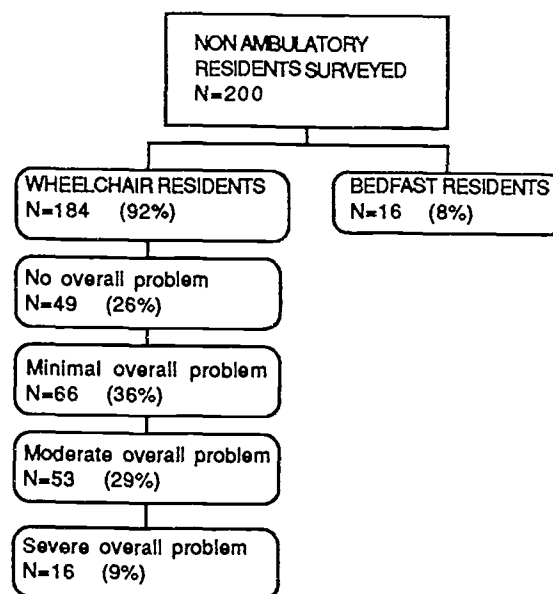 NON AMBULATORY
RESIDENTS SURVEYED
N=200
WHEELCHAIR RESIDENTS
N=184 (92%)
BEDFAST RESIDENTS
N=16 (8%)
No overall problem
N=49 (26%)
Minimal overall problem
N=66 (36%)
Moderate overall problem
N=53 (29%)
Severe overall problem
N=16 (9%)